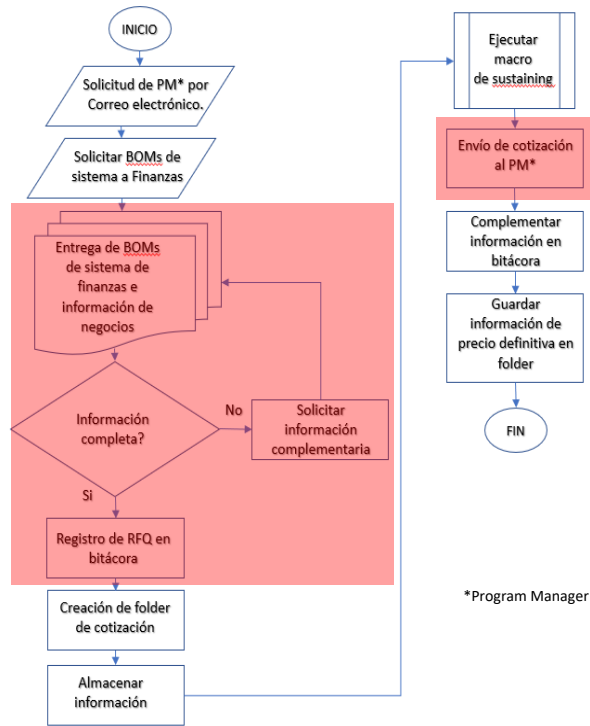 INICIO
Solicitud de PM* por
Correo electrónico.
Solicitar BOMs de
sistema a Finanzas
Entrega de BOMs
de sistema de
finanzas e
información de
negocios
Información
completa?
No
Solicitar
información
complementaria
Si
Registro de RFQ en
bitácora
Creación de folder
de cotización
Almacenar
información
Ejecutar
macro
de sustaining
Envío de cotización
al PM*
Complementar
información en
bitácora
Guardar
información de
precio definitiva en
folder
FIN
*Program Manager